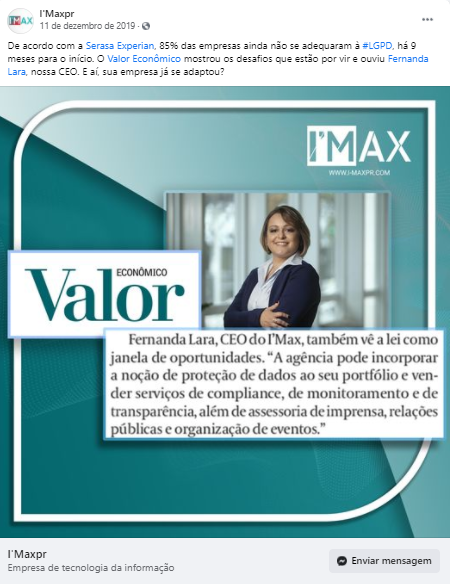 I'Maxpr
11 de dezembro de 2019 ·
De acordo com a Serasa Experian, 85% das empresas ainda não se adequaram à #LGPD, há 9
meses para o início. O Valor Econômico mostrou os desafios que estão por vir e ouviu Fernanda
Lara, nossa CEO. E aí, sua empresa já se adaptou?
I'MAX
WWW.I-MAXPR.COM
ECONÔMICO
Valor
Fernanda Lara, CEO do I'Max, também vê a lei como
janela de oportunidades. “A agência pode incorporar
a noção de proteção de dados ao seu portfólio e ven-
der serviços de compliance, de monitoramento e de
transparência, além de assessoria de imprensa, relações
públicas e organização de eventos.”
I'Maxpr
Empresa de tecnologia da informação
Enviar mensagem